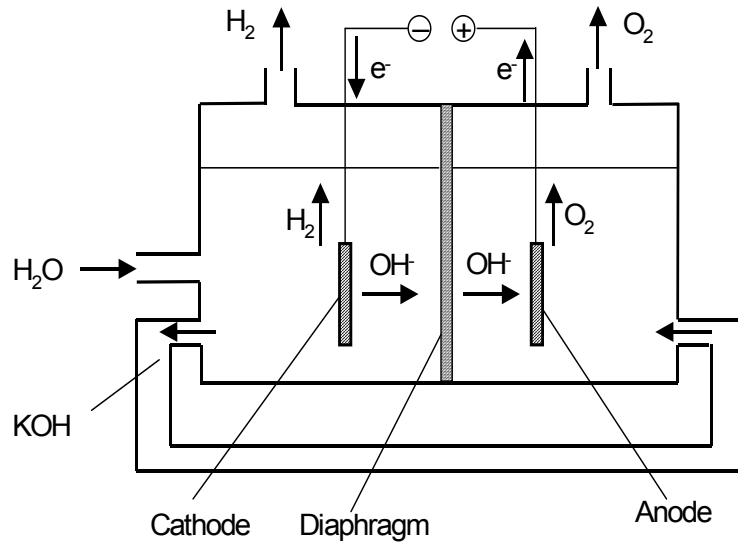 H₂
− +
O₂
e⁻
e⁻
H₂
O₂
H₂O
OH⁻
OH⁻
KOH
Cathode
Diaphragm
Anode